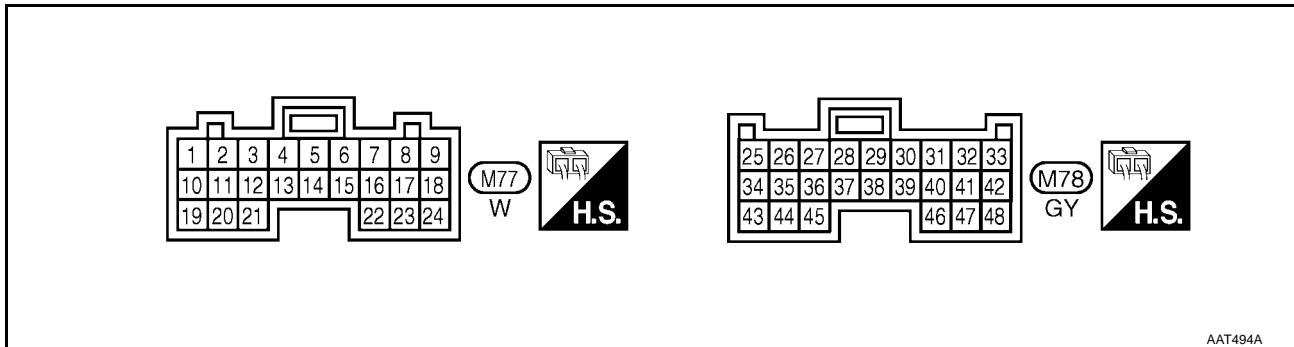 1 2 3 4 5 6 7 8 9
10 11 12 13 14 15 16 17 18
19 20 21 22 23 24
M77
W
H.S.
25 26 27 28 29 30 31 32 33
34 35 36 37 38 39 40 41 42
43 44 45 46 47 48
M78
GY
H.S.
AAT494A